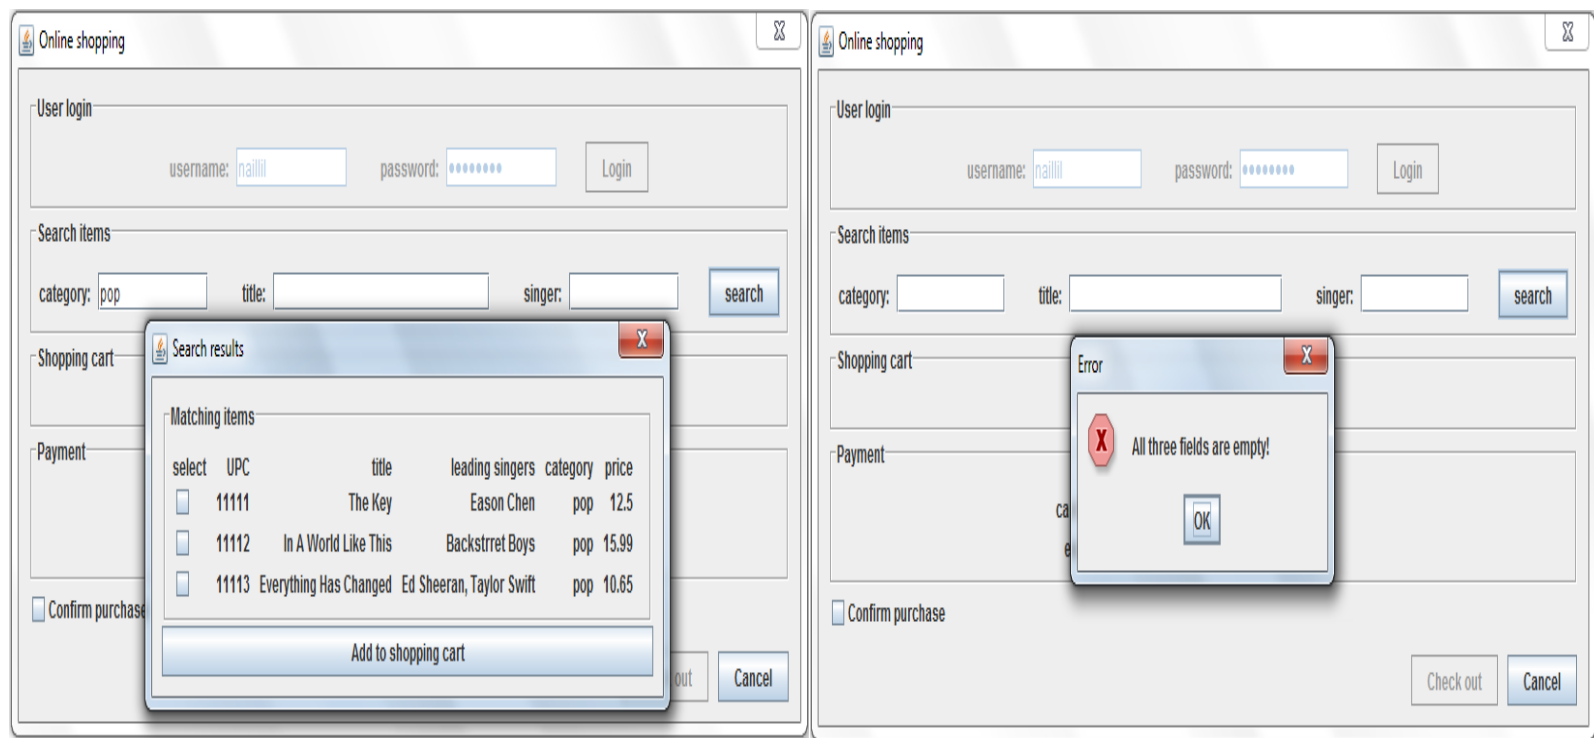 Online shopping
User login
username: naillil password: •••••••• Login
Search items
category: pop title: singer: search
Shopping cart
Payment
Confirm purchase
out Cancel
Search results
Matching items
select UPC title leading singers category price
11111 The Key Eason Chen pop 12.5
11112 In A World Like This Backstrret Boys pop 15.99
11113 Everything Has Changed Ed Sheeran, Taylor Swift pop 10.65
Add to shopping cart
Online shopping
User login
username: naillil password: •••••••• Login
Search items
category: title: singer: search
Shopping cart
Payment
ca
e
Confirm purchase
Check out Cancel
Error
X All three fields are empty!
OK